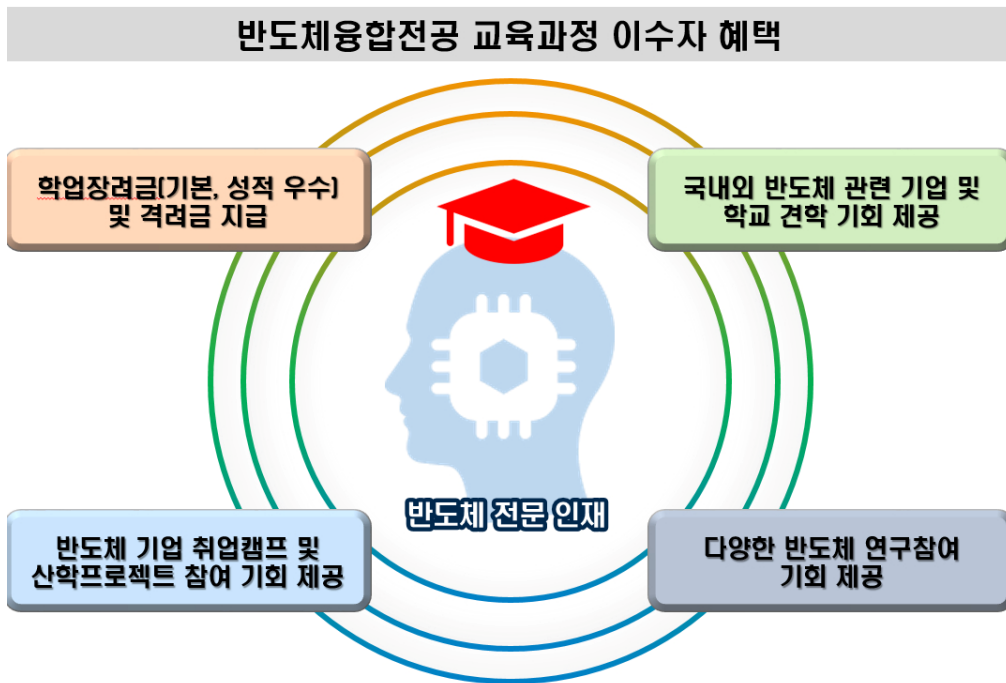 반도체융합전공 교육과정 이수자 혜택
학업장려금(기본, 성적 우수)
및 격려금 지급
국내외 반도체 관련 기업 및
학교 견학 기회 제공
반도체 전문 인재
반도체 기업 취업캠프 및
산학프로젝트 참여 기회 제공
다양한 반도체 연구참여
기회 제공